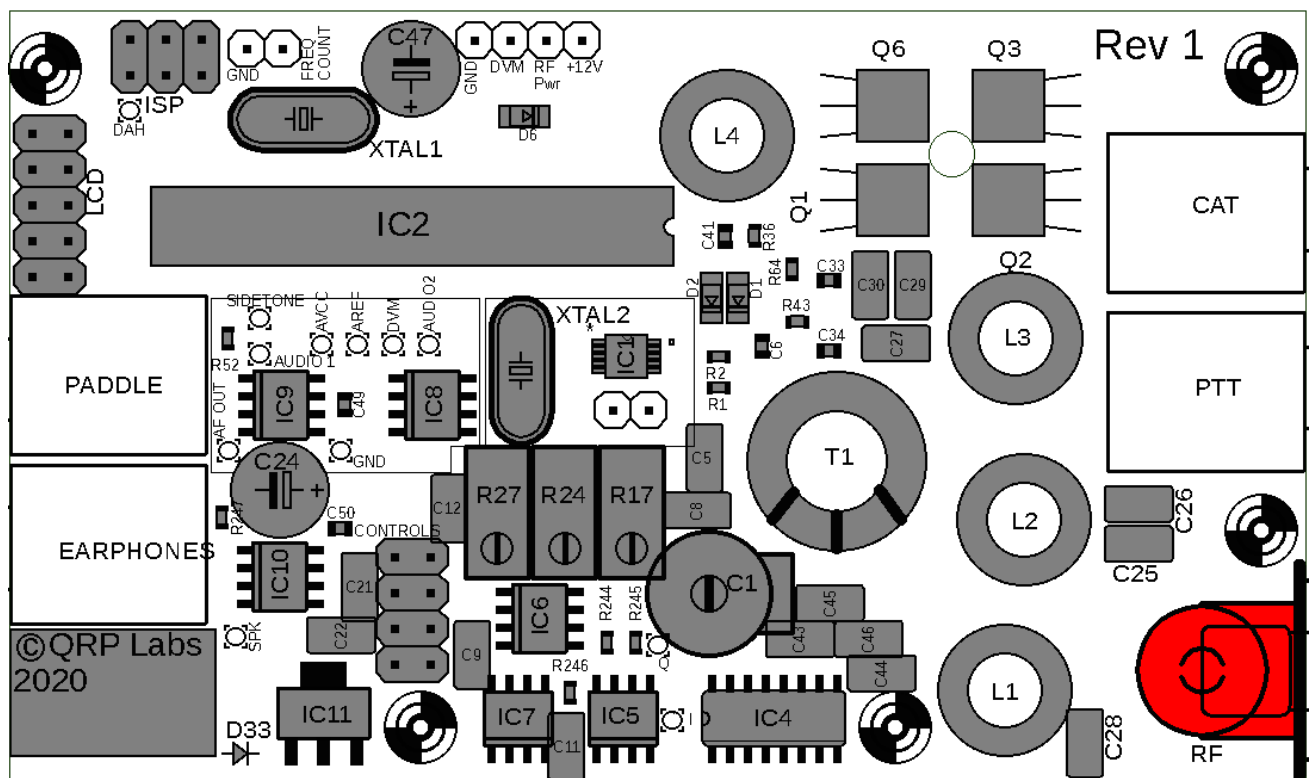 Rev 1
C47
GND
FREQ
COUNT
GND
DVM
RF
Pwr
+12V
Q6
Q3
ISP
DAH
XTAL1
D6
L4
LCD
IC2
Q1
CAT
C41
R36
R64
C33
Q2
D2
D1
C30
C29
SIDETONE
AVCC
AREF
DVM
AUDIO2
XTAL2
*
R43
C34
C6
C27
L3
R52
AUDIO1
IC1
R2
R1
PADDLE
PTT
IC9
C49
IC8
AF OUT
GND
C24
+
C5
T1
R27
R24
R17
C12
C8
L2
C26
C25
R247
C50
CONTROLS
EARPHONES
IC10
C21
C22
C1
IC6
R244
R245
C45
C43
C46
C44
SPK
©QRP Labs
2020
C9
R246
Q
L1
IC11
IC7
IC5
I
IC4
D33
C11
C28
RF